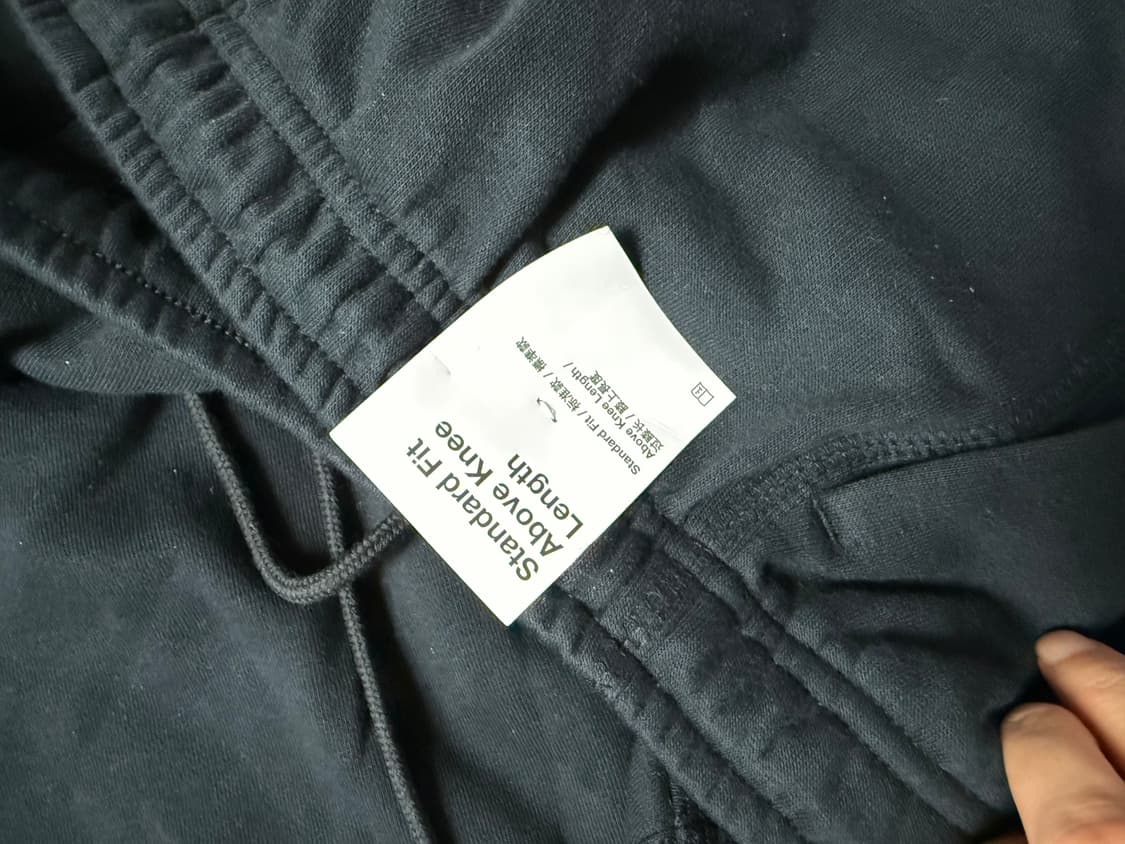 Standard Fit
Above Knee
Length
Standard Fit / 标准款 / 標準款
Above Knee Length /
过膝长 / 膝上長度